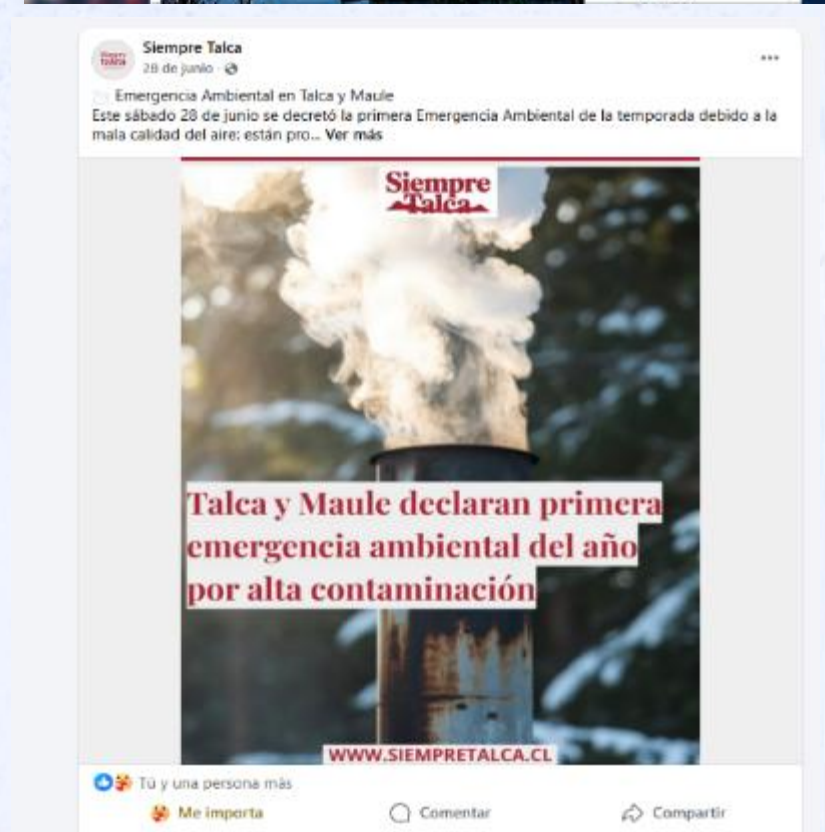 Siempre Talca
28 de junio
Emergencia Ambiental en Talca y Maule
Este sábado 28 de junio se decretó la primera Emergencia Ambiental de la temporada debido a la
mala calidad del aire: están pro... Ver más
Siempre
Talca
Talca y Maule declaran primera
emergencia ambiental del año
por alta contaminación
WWW.SIEMPRETALCA.CL
Tú y una persona más
Me importa
Comentar
Compartir